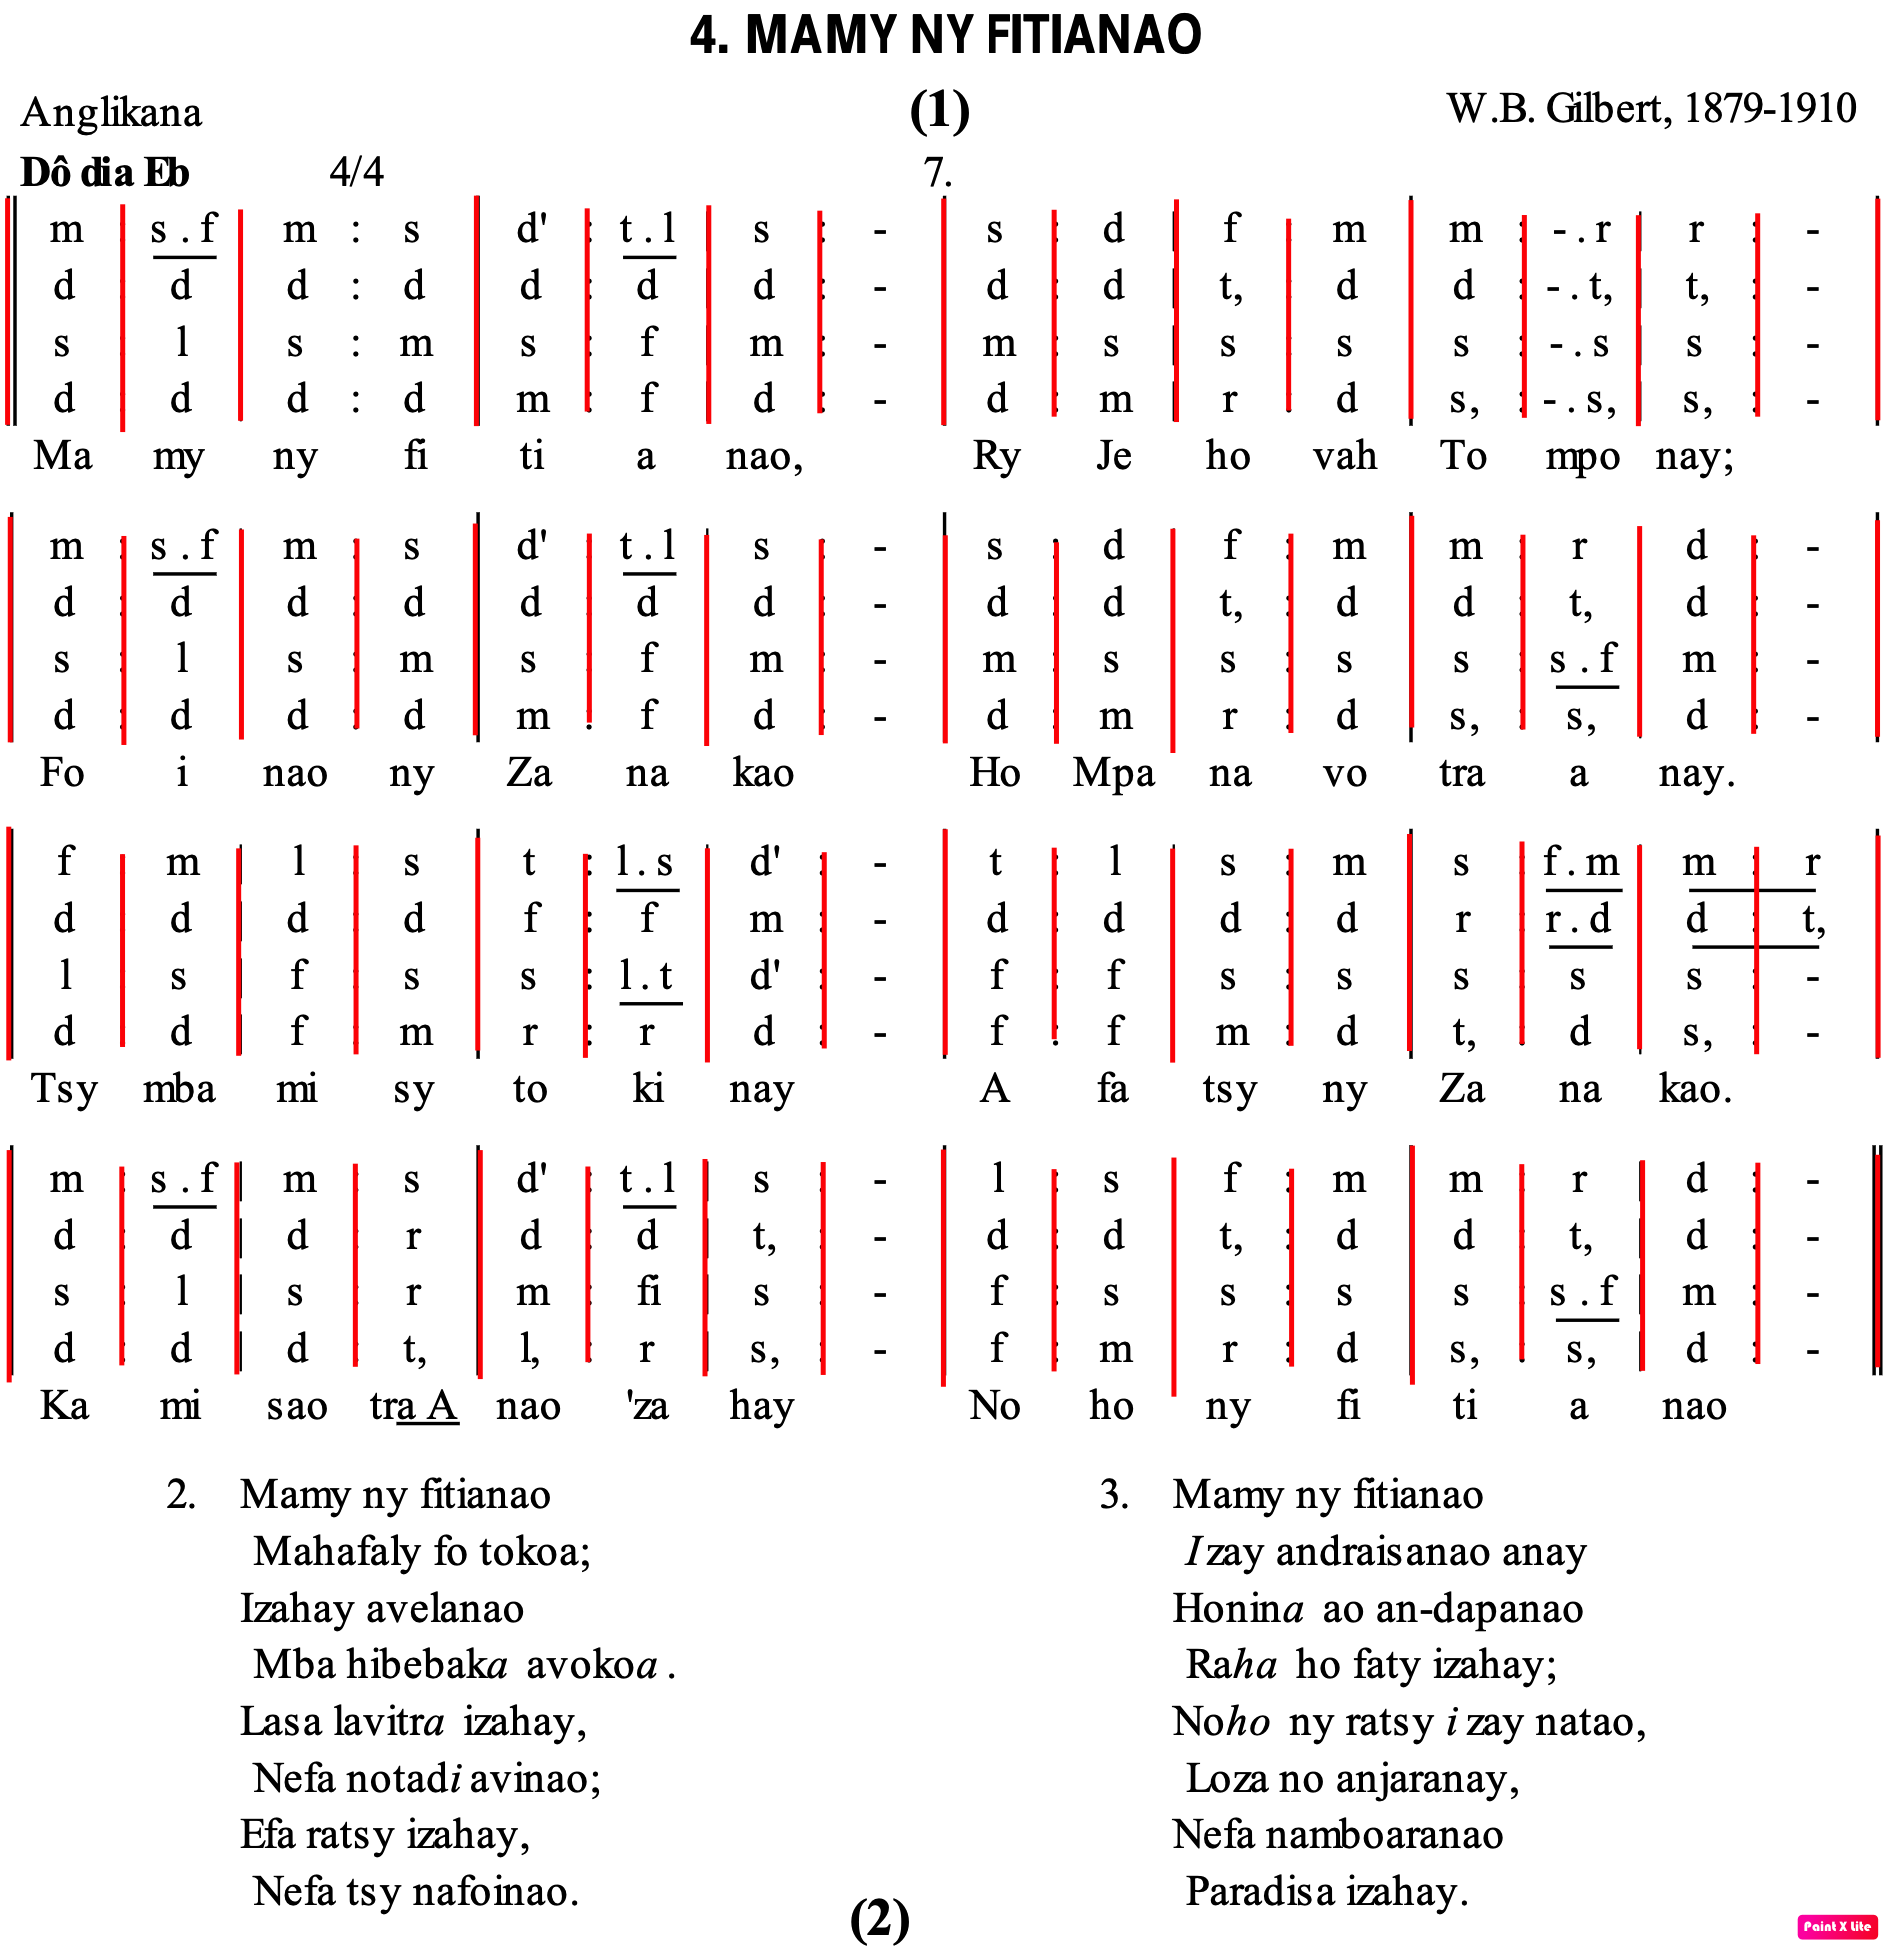 4. MAMY NY FITIANAO
(1)
Anglikana W.B. Gilbert, 1879-1910
Dô dia Eb 4/4 7.
m : s . f | m : s | d' : t . l | s : - | s : d | f : m | m : - . r | r : -
d : d | d : d | d : d | d : - | d : d | t, : d | d : - . t, | t, : -
s : l | s : m | s : f | m : - | m : s | s : s | s : - . s | s : -
d : d | d : d | m : f | d : - | d : m | r : d | s, : - . s, | s, : -
Ma my ny fi ti a nao, Ry Je ho vah To mpo nay;
m : s . f | m : s | d' : t . l | s : - | s : d | f : m | m : r | d : -
d : d | d : d | d : d | d : - | d : d | t, : d | d : t, | d : -
s : l | s : m | s : f | m : - | m : s | s : s | s : s . f | m : -
d : d | d : d | m : f | d : - | d : m | r : d | s, : s, | d : -
Fo i nao ny Za na kao Ho Mpa na vo tra a nay.
f : m | l : s | t : l . s | d' : - | t : l | s : m | s : f . m | m : r
d : d | d : d | f : f | m : - | d : d | d : d | r : r . d | d : t,
l : s | f : s | s : l . t | d' : - | f : f | s : s | s : s | s : -
d : d | f : m | r : r | d : - | f : f | m : d | t, : d | s, : -
Tsy mba mi sy to ki nay A fa tsy ny Za na kao.
m : s . f | m : s | d' : t . l | s : - | l : s | f : m | m : r | d : -
d : d | d : r | d : d | t, : - | d : d | t, : d | d : t, | d : -
s : l | s : r | m : fi | s : - | f : s | s : s | s : s . f | m : -
d : d | d : t, | l, : r | s, : - | f : m | r : d | s, : s, | d : -
Ka mi sao tra A nao 'za hay No ho ny fi ti a nao
2. Mamy ny fitianao
Mahafaly fo tokoa;
Izahay avelanao
Mba hibebaka avokoa .
Lasa lavitra izahay,
Nefa notadi avinao;
Efa ratsy izahay,
Nefa tsy nafoinao.
3. Mamy ny fitianao
Izay andraisanao anay
Honina ao an-dapanao
Raha ho faty izahay;
Noho ny ratsy i zay natao,
Loza no anjaranay,
Nefa namboaranao
Paradisa izahay.
(2)
Paint X Lite